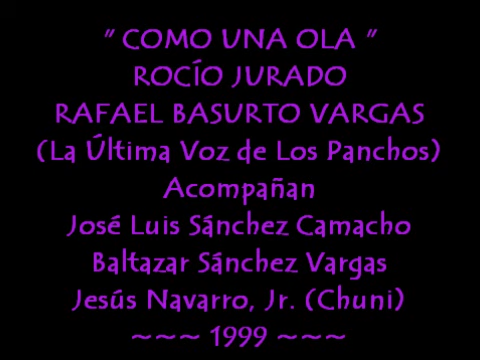 " COMO UNA OLA "
ROCÍO JURADO
RAFAEL BASURTO VARGAS
(La Última Voz de Los Panchos)
Acompañan
José Luis Sánchez Camacho
Baltazar Sánchez Vargas
Jesús Navarro, Jr. (Chuni)
~~~ 1999 ~~~